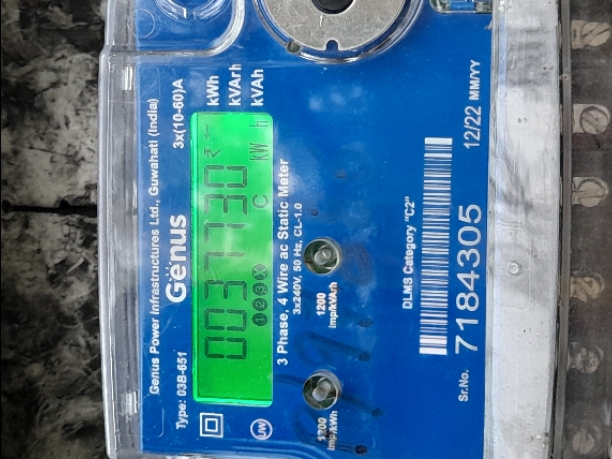 Genus Power Infrastructures Ltd., Guwahati (India)
Type: 03B-651
3x(10-60)A
Genus
kWh
kVArh
kVAh
0037730
C
KW h
3 Phase, 4 Wire ac Static Meter
3x240V, 50 Hz, CL-1.0
UW
1200
imp/kWh
1200
imp/kVArh
DLMS Category "C2"
12/22 MM/YY
Sr.No. 7184305